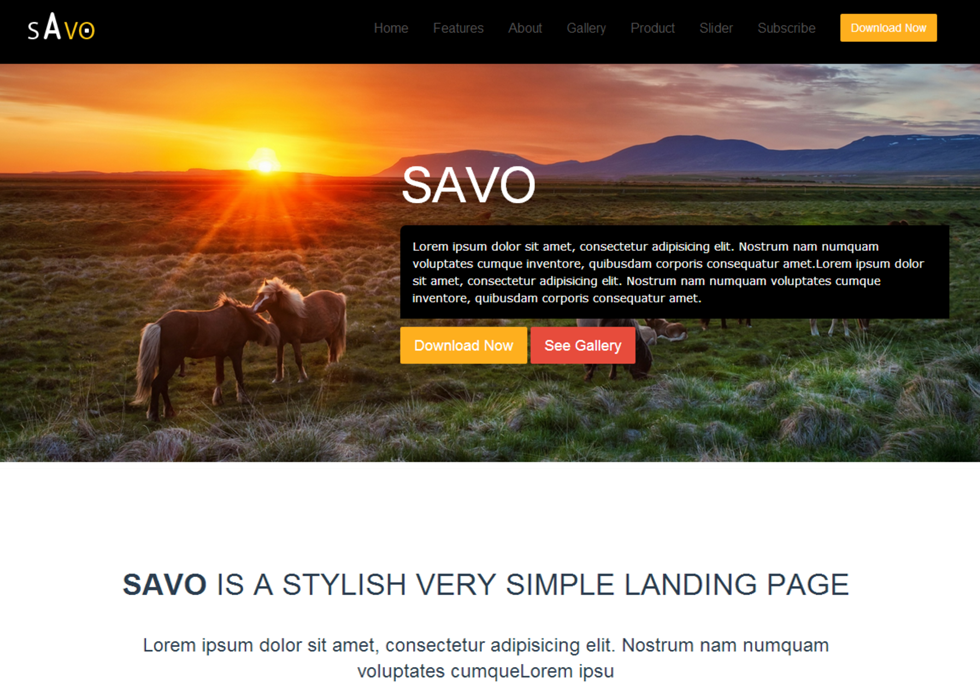 sAvo
Home Features About Gallery Product Slider Subscribe Download Now
SAVO
Lorem ipsum dolor sit amet, consectetur adipisicing elit. Nostrum nam numquam
voluptates cumque inventore, quibusdam corporis consequatur amet.Lorem ipsum dolor
sit amet, consectetur adipisicing elit. Nostrum nam numquam voluptates cumque
inventore, quibusdam corporis consequatur amet.
Download Now See Gallery
SAVO IS A STYLISH VERY SIMPLE LANDING PAGE
Lorem ipsum dolor sit amet, consectetur adipisicing elit. Nostrum nam numquam
voluptates cumqueLorem ipsu